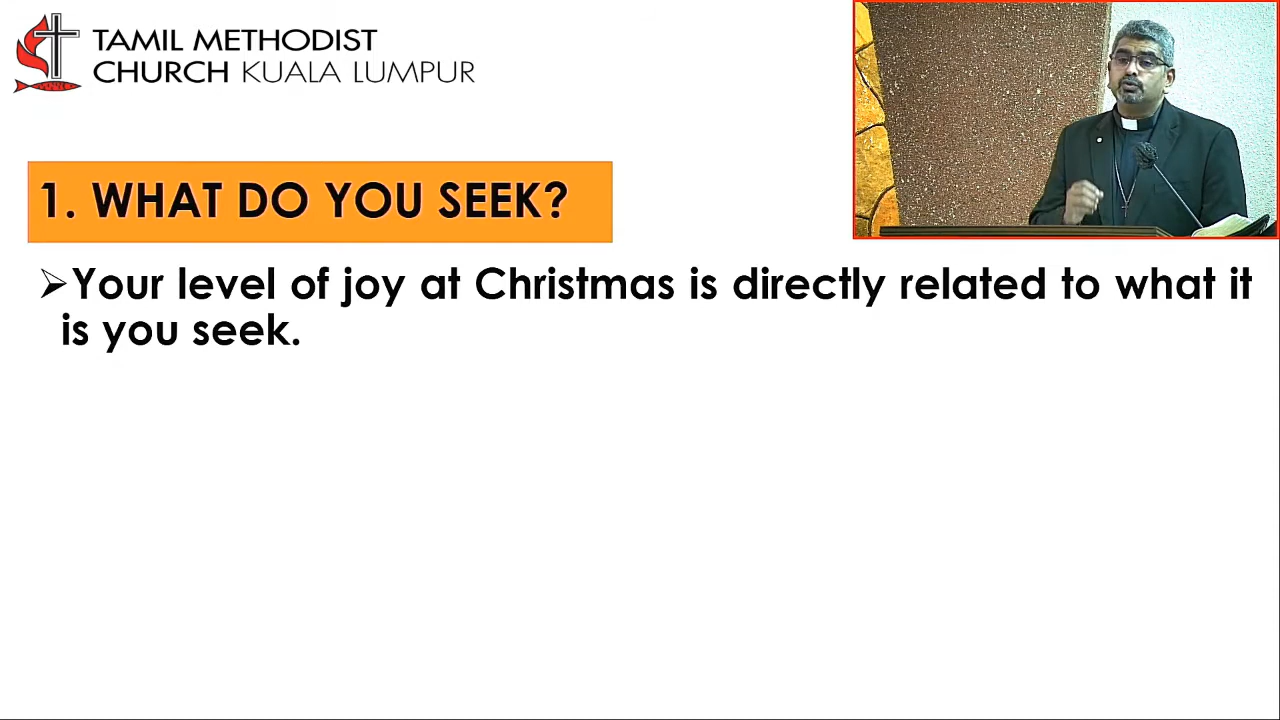 TAMIL METHODIST
CHURCH KUALA LUMPUR
1. WHAT DO YOU SEEK?
➢Your level of joy at Christmas is directly related to what it
is you seek.